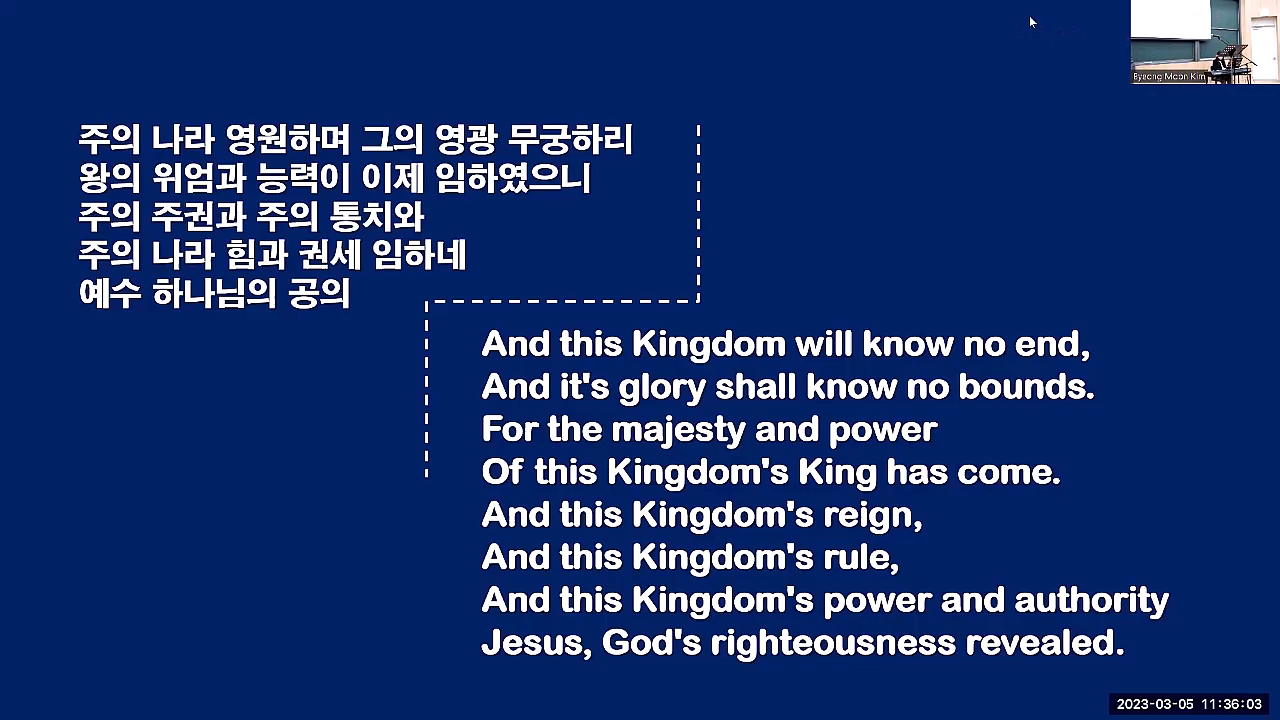 Byeong Moon Kim
주의 나라 영원하며 그의 영광 무궁하리
왕의 위엄과 능력이 이제 임하였으니
주의 주권과 주의 통치와
주의 나라 힘과 권세 임하네
예수 하나님의 공의
And this Kingdom will know no end,
And it's glory shall know no bounds.
For the majesty and power
Of this Kingdom's King has come.
And this Kingdom's reign,
And this Kingdom's rule,
And this Kingdom's power and authority
Jesus, God's righteousness revealed.
2023-03-05 11:36:03